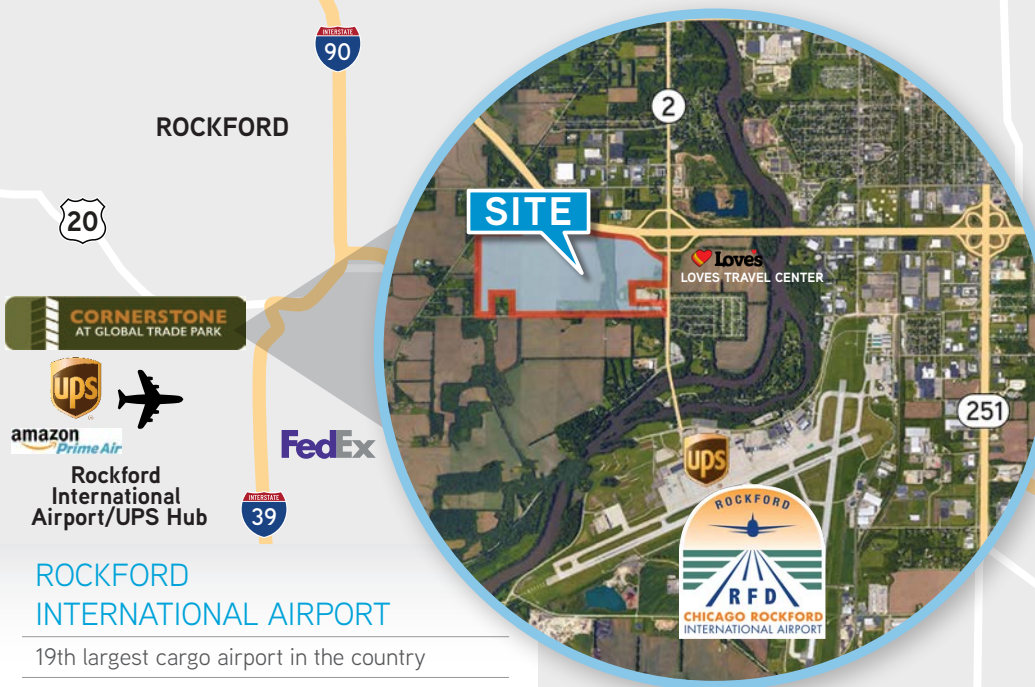 INTERSTATE
90
ROCKFORD
2
20
SITE
Love's
LOVES TRAVEL CENTER
CORNERSTONE
AT GLOBAL TRADE PARK
ups
amazon
Prime Air
FedEx
251
ups
Rockford
International
Airport/UPS Hub
INTERSTATE
39
ROCKFORD
RFD
CHICAGO ROCKFORD
INTERNATIONAL AIRPORT
ROCKFORD
INTERNATIONAL AIRPORT
19th largest cargo airport in the country